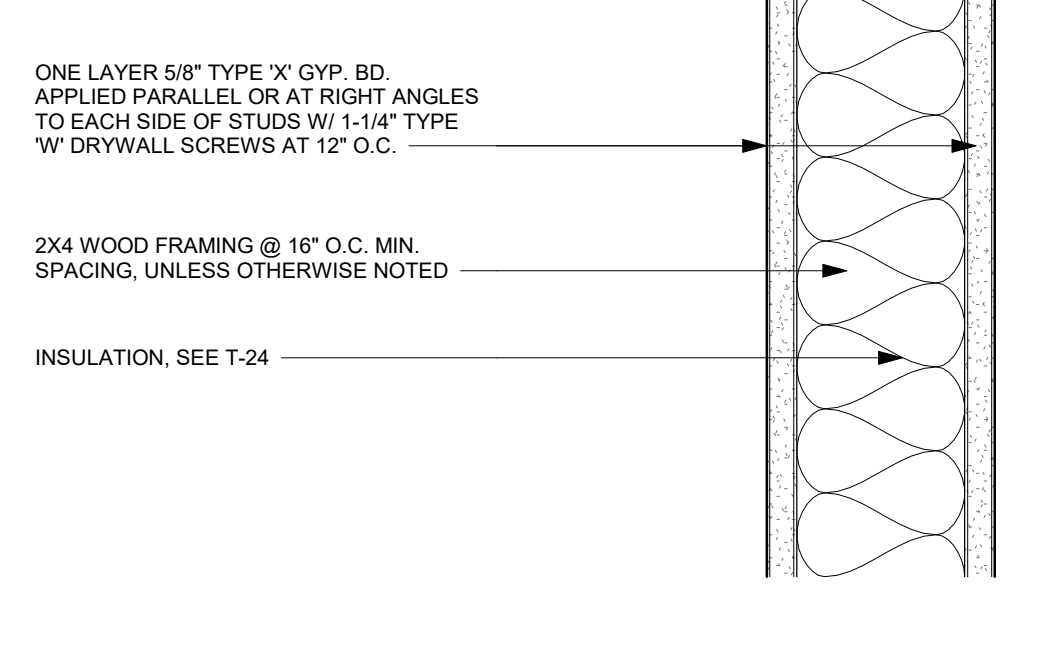 ONE LAYER 5/8" TYPE 'X' GYP. BD.
APPLIED PARALLEL OR AT RIGHT ANGLES
TO EACH SIDE OF STUDS W/ 1-1/4" TYPE
'W' DRYWALL SCREWS AT 12" O.C.
2X4 WOOD FRAMING @ 16" O.C. MIN.
SPACING, UNLESS OTHERWISE NOTED
INSULATION, SEE T-24